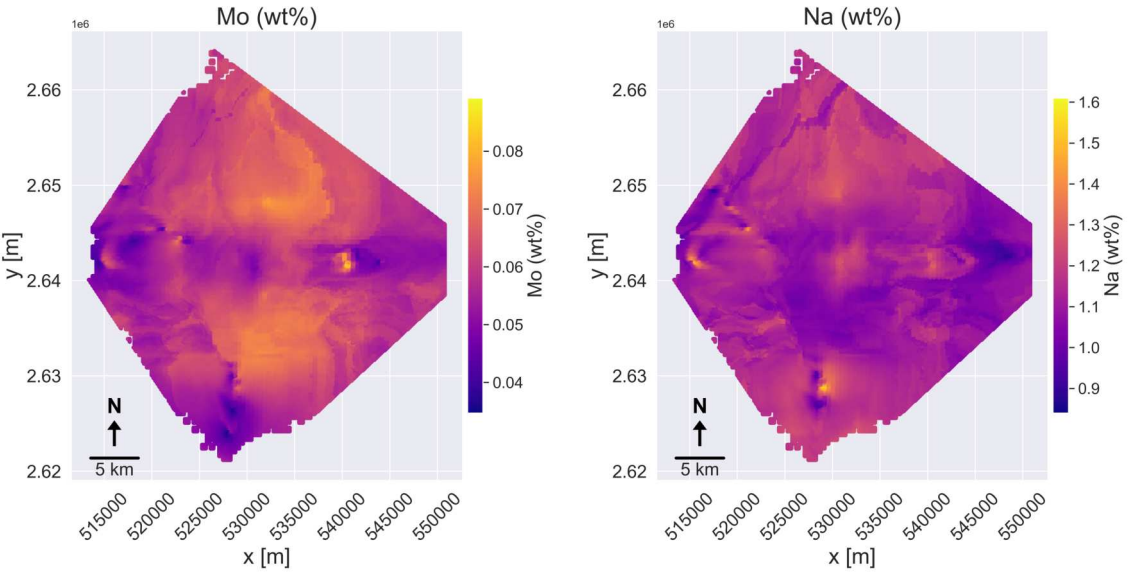 Mo (wt%)
1e6
2.66
2.65
2.64
2.63
2.62
y [m]
515000
520000
525000
530000
535000
540000
545000
550000
x [m]
N
5 km
0.08
0.07
0.06
0.05
0.04
Mo (wt%)
Na (wt%)
1e6
2.66
2.65
2.64
2.63
2.62
y [m]
515000
520000
525000
530000
535000
540000
545000
550000
x [m]
N
5 km
1.6
1.5
1.4
1.3
1.2
1.1
1.0
0.9
Na (wt%)